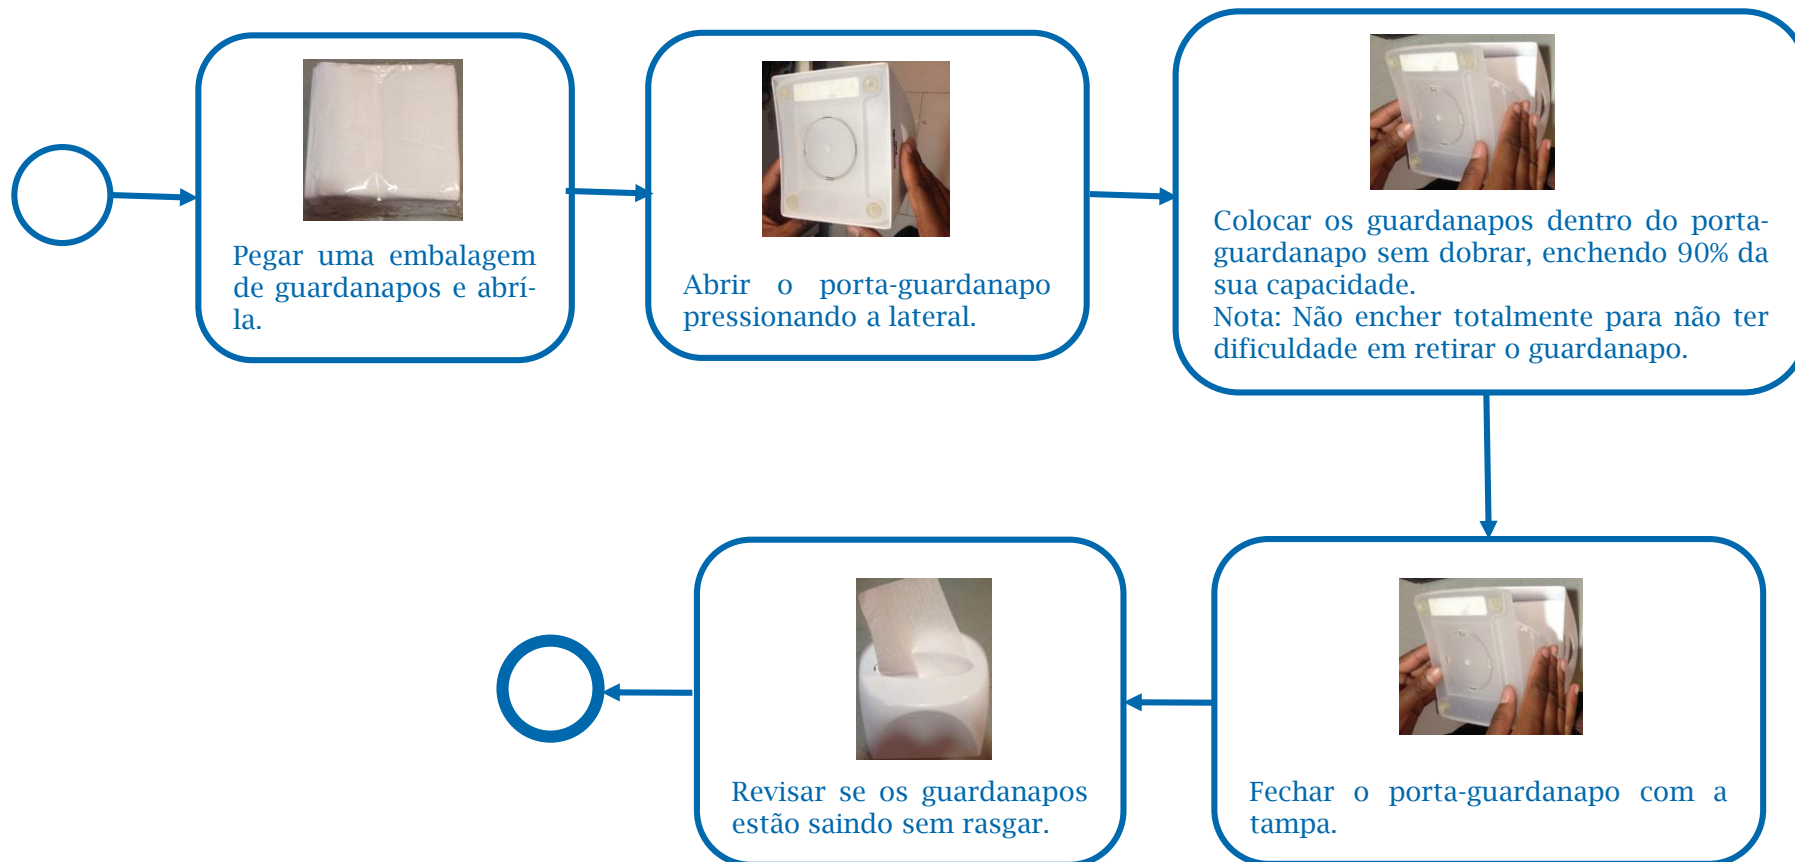 Pegar uma embalagem
de guardanapos e abrí-
la.
Abrir o porta-guardanapo
pressionando a lateral.
Colocar os guardanapos dentro do porta-
guardanapo sem dobrar, enchendo 90% da
sua capacidade.
Nota: Não encher totalmente para não ter
dificuldade em retirar o guardanapo.
Revisar se os guardanapos
estão saindo sem rasgar.
Fechar o porta-guardanapo com a
tampa.